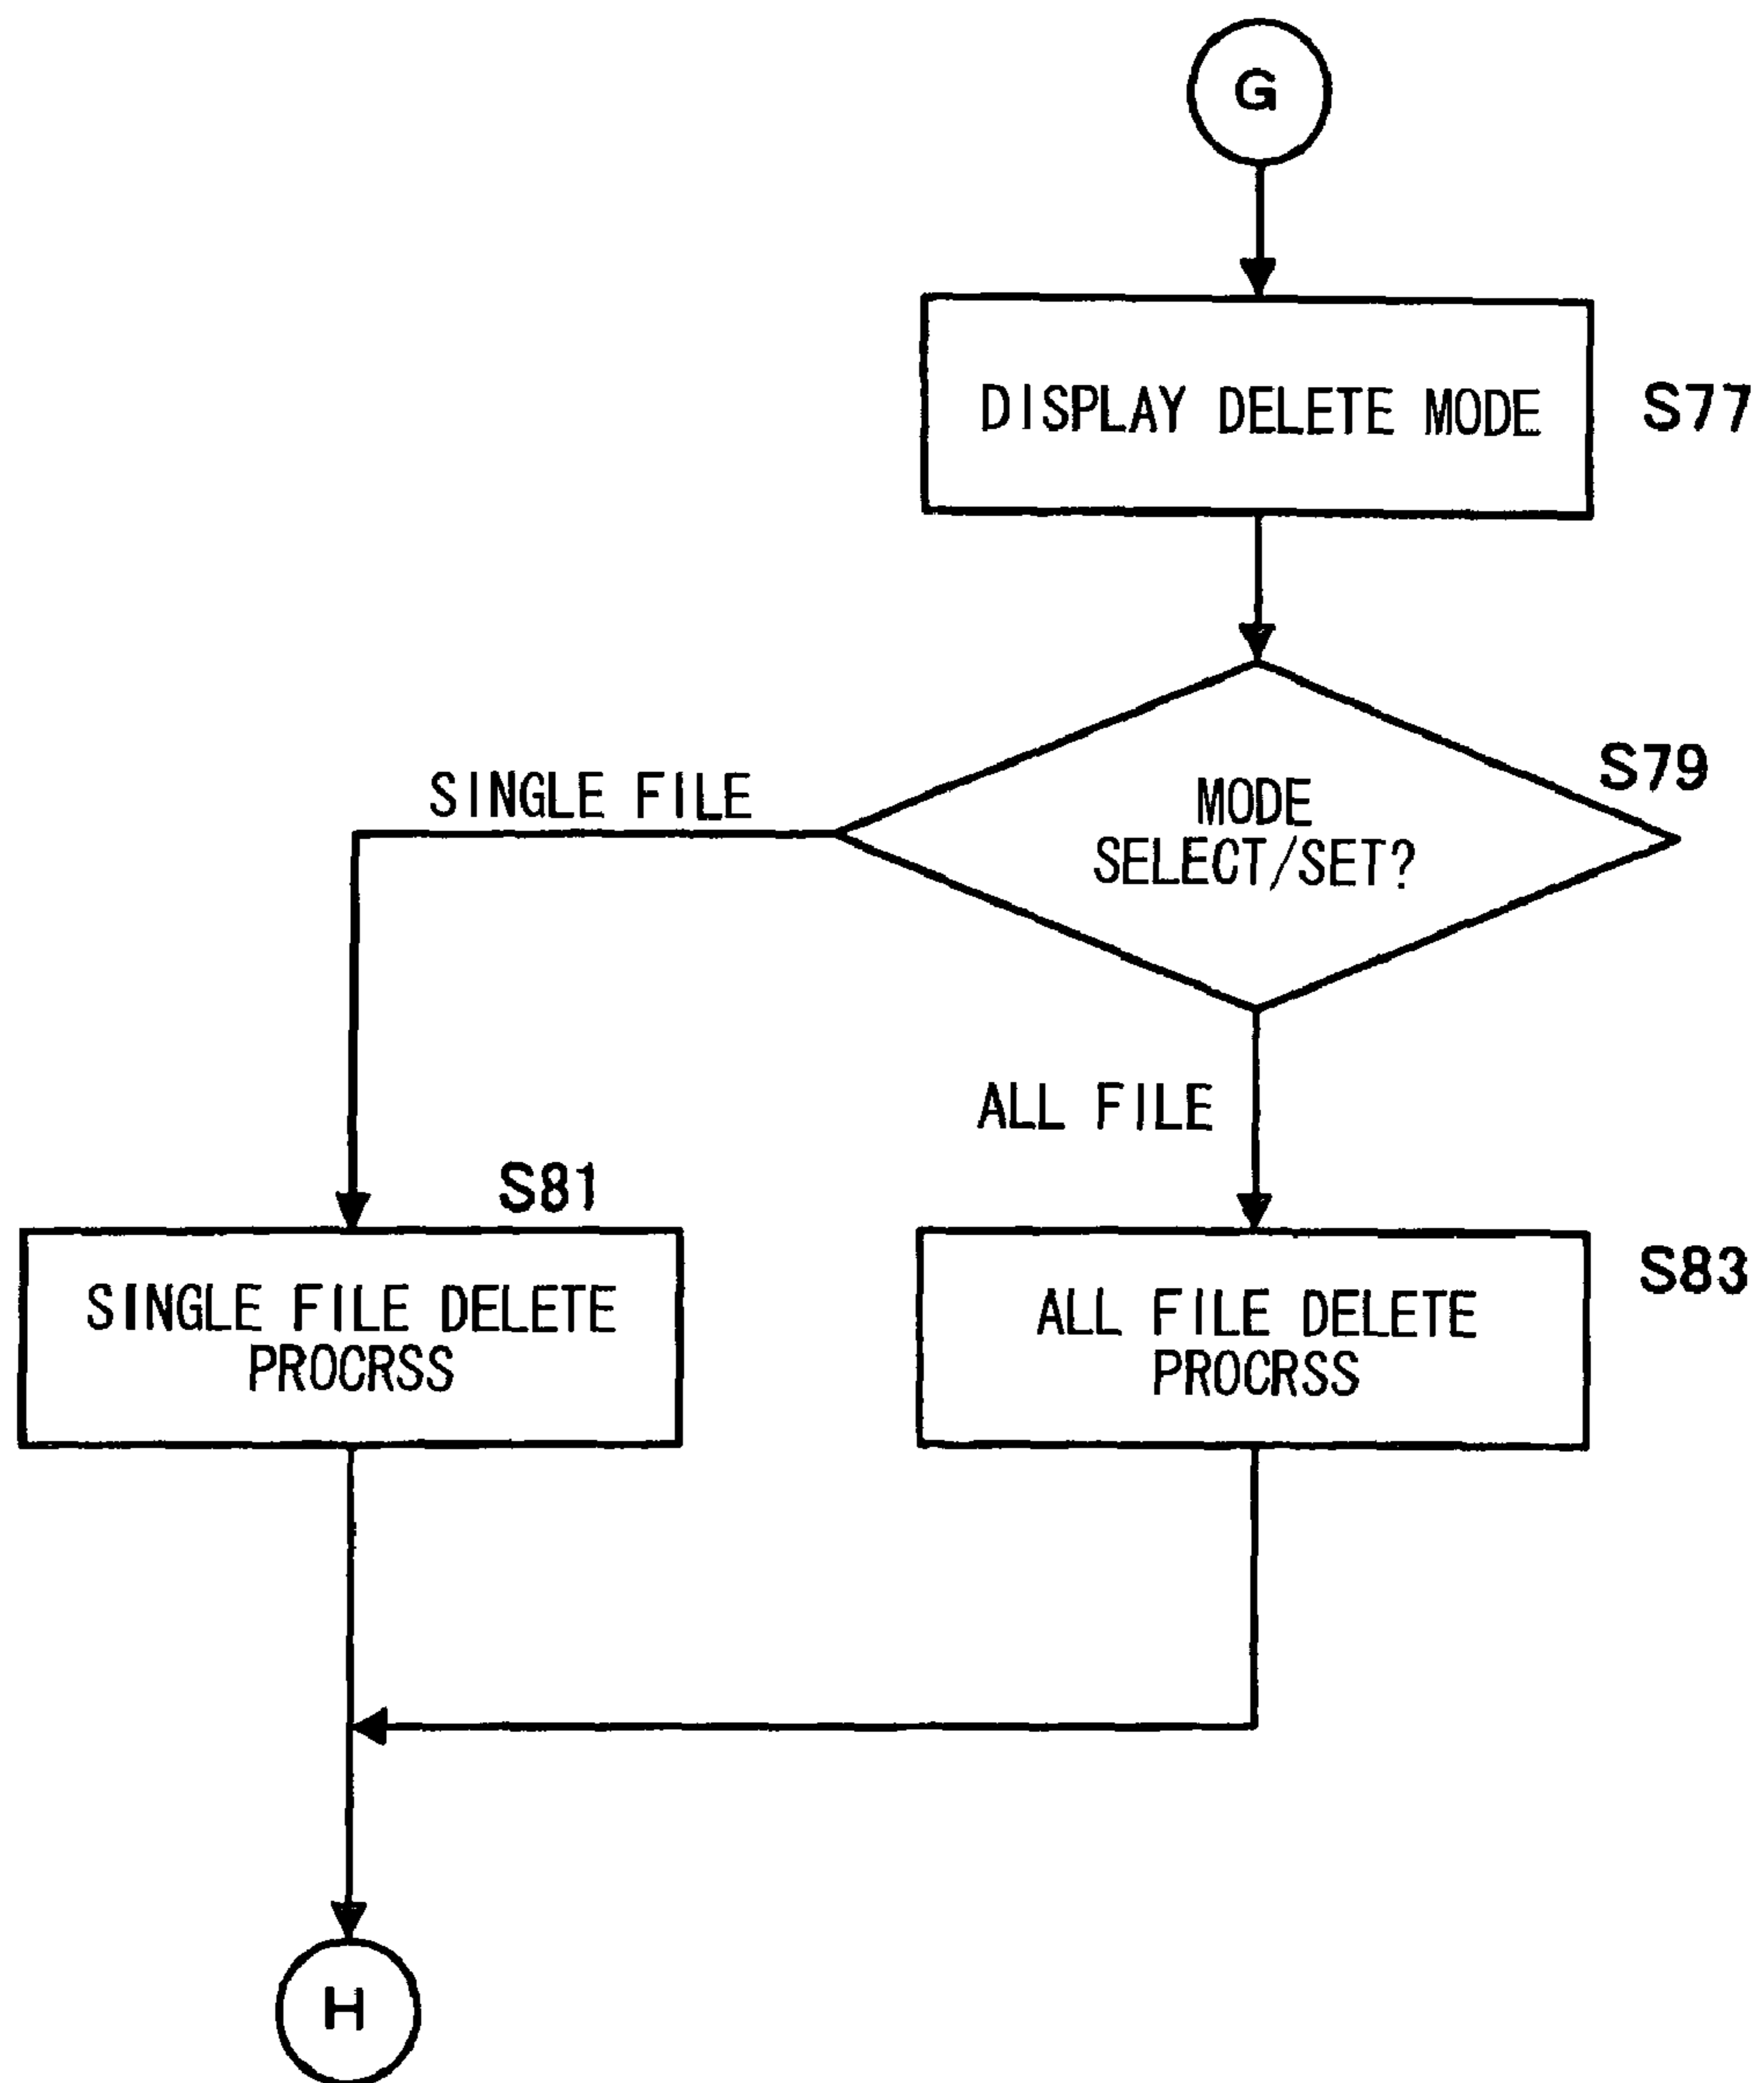 G
DISPLAY DELETE MODE
S77
S79
MODE
SELECT/SET?
SINGLE FILE
ALL FILE
S81
SINGLE FILE DELETE
PROCRSS
S83
ALL FILE DELETE
PROCRSS
H